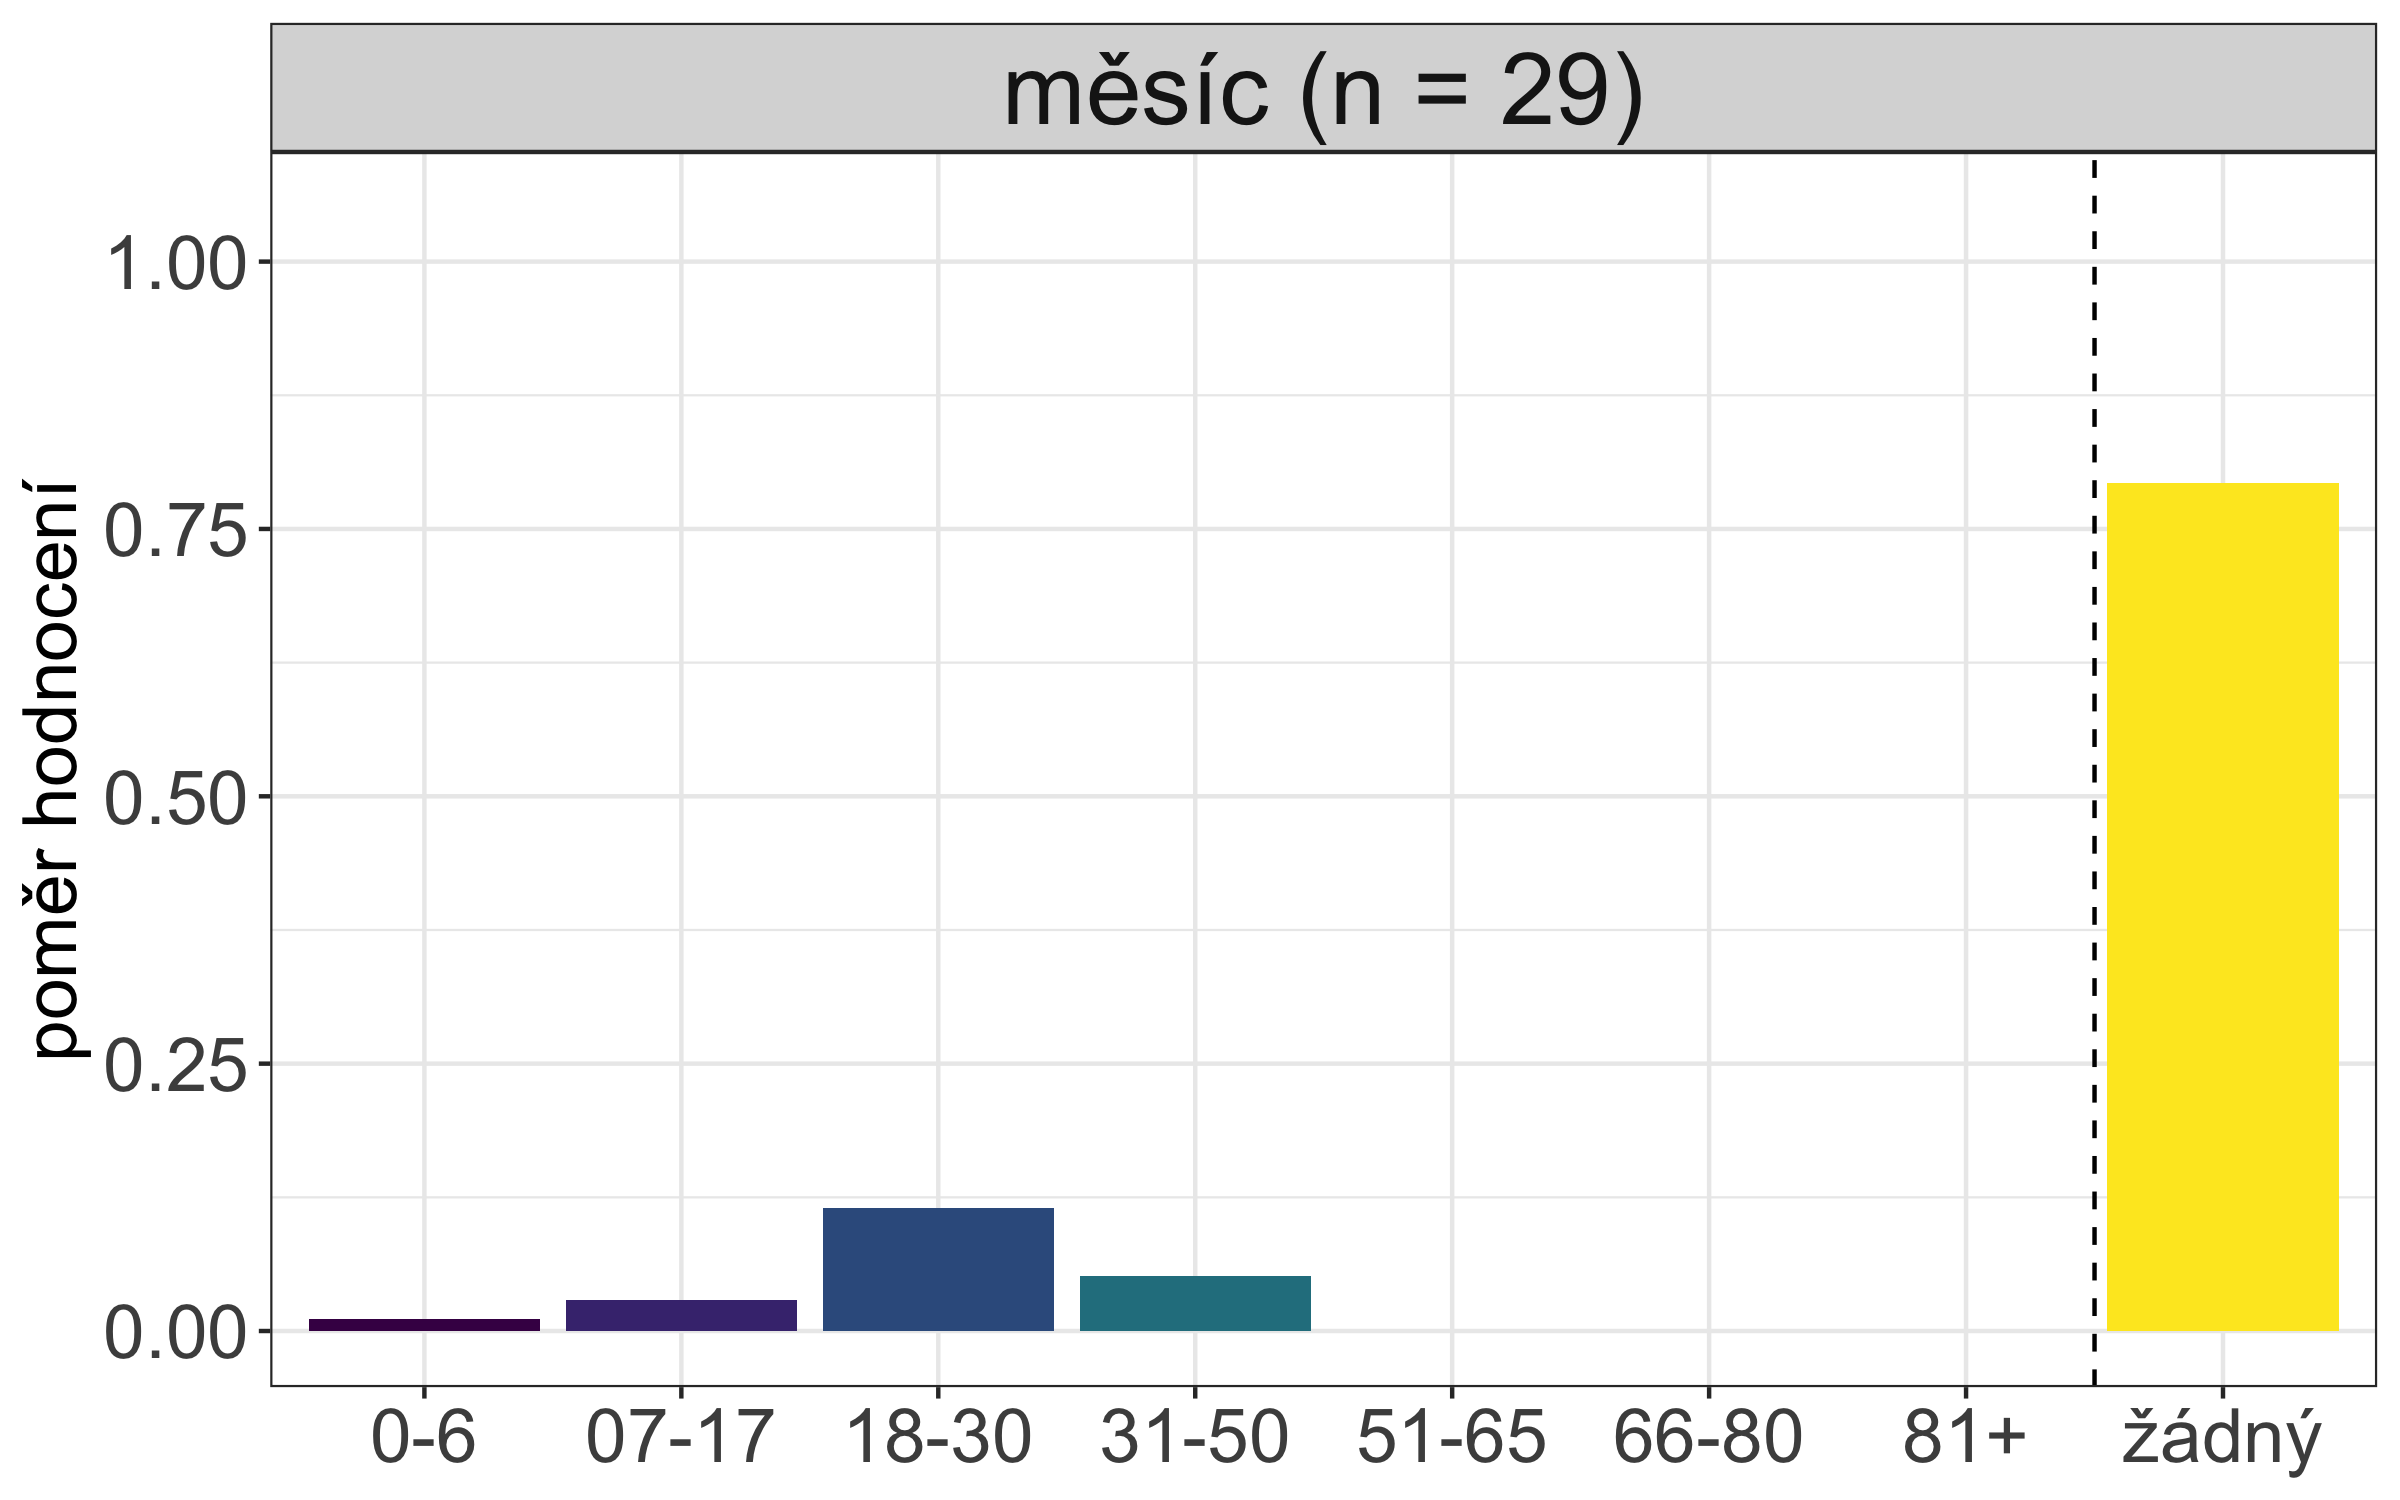 měsíc (n = 29)
poměr hodnocení
1.00
0.75
0.50
0.25
0.00
0-6 07-17 18-30 31-50 51-65 66-80 81+ žádný